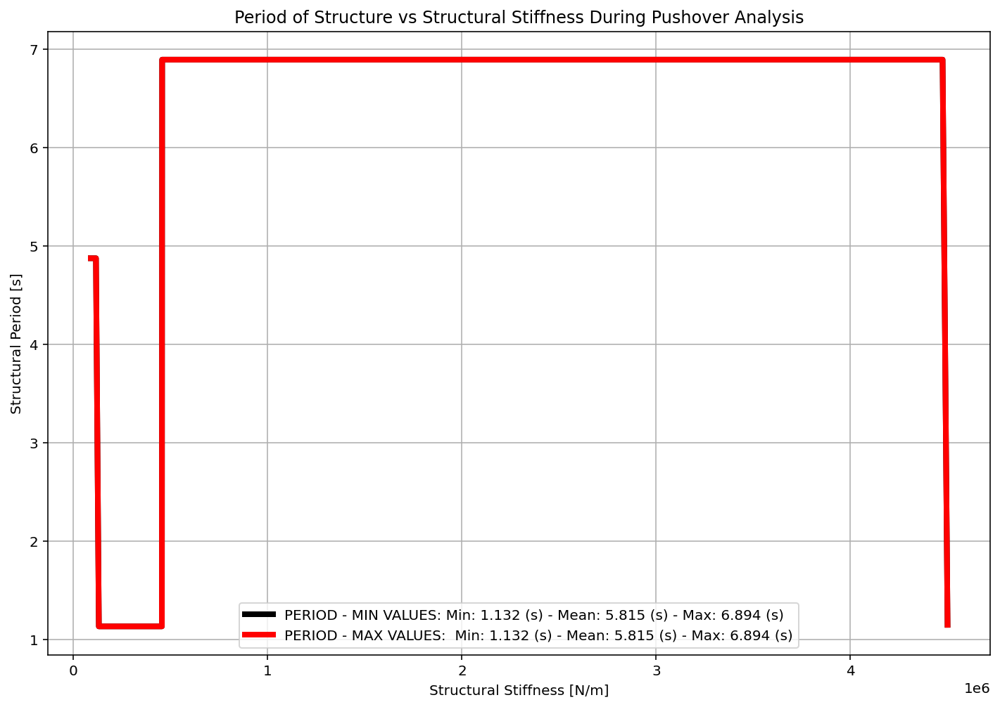 Period of Structure vs Structural Stiffness During Pushover Analysis
7
6
5
4
3
2
1
Structural Period [s]
PERIOD - MIN VALUES: Min: 1.132 (s) - Mean: 5.815 (s) - Max: 6.894 (s)
PERIOD - MAX VALUES:  Min: 1.132 (s) - Mean: 5.815 (s) - Max: 6.894 (s)
0 1 2 3 4
1e6
Structural Stiffness [N/m]